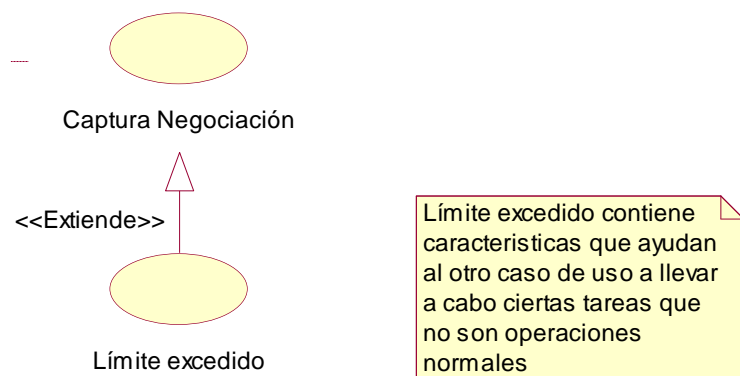 Captura Negociación
<<Extiende>>
Límite excedido
Límite excedido contiene
caracteristicas que ayudan
al otro caso de uso a llevar
a cabo ciertas tareas que
no son operaciones
normales